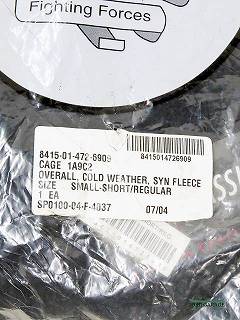 Fighting Forces
8415-01-472-6909
8415014726909
CAGE 1A9C2
OVERALL, COLD WEATHER, SYN FLEECE
SIZE SMALL-SHORT/REGULAR
1 EA
SP0100-04-F-4037
07/04